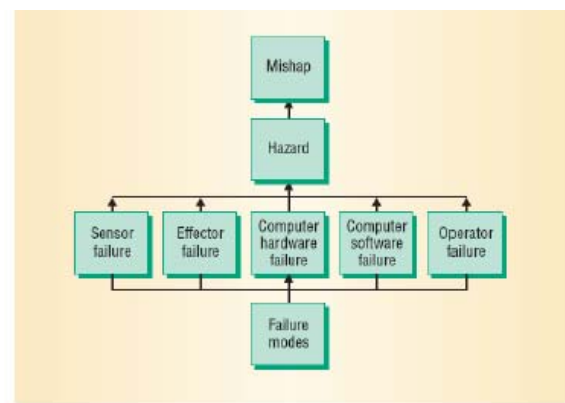 Mishap
Hazard
Sensor
failure
Effector
failure
Computer
hardware
failure
Computer
software
failure
Operator
failure
Failure
modes